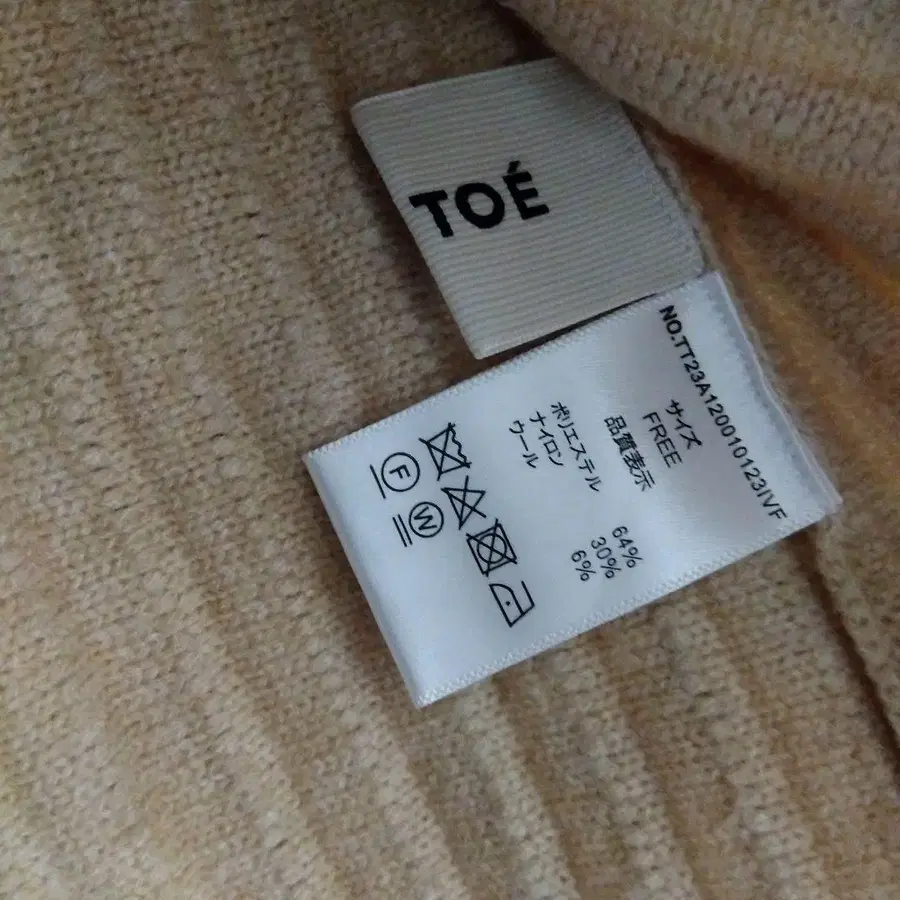 TOÉ
NO.TT23A120010123IVF
サイズ
FREE
品質表示
ポリエステル 64%
ナイロン 30%
ウール 6%
F
W